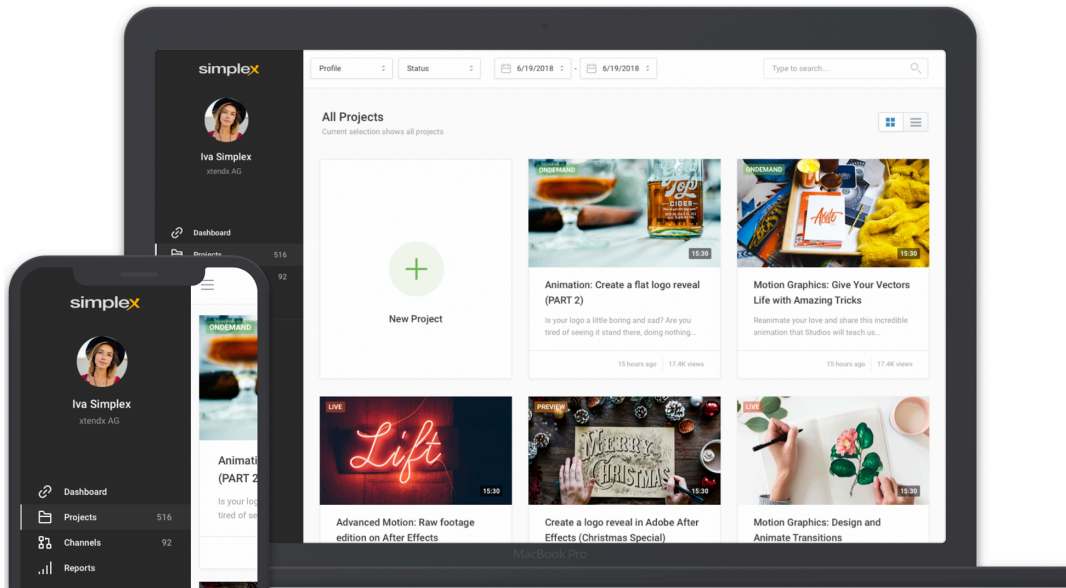 simplex
Iva Simplex
xtendx AG
Dashboard
Projects 516
92
Profile
Status
6/19/2018 - 6/19/2018
Type to search...
All Projects
Current selection shows all projects
New Project
ONDEMAND
Top
CIDER
15:30
Animation: Create a flat logo reveal
(PART 2)
Is your logo a little boring and sad? Are you
tired of seeing it stand there, doing nothing...
15 hours ago 17.4K views
ONDEMAND
15:30
Motion Graphics: Give Your Vectors
Life with Amazing Tricks
Reanimate your love and share this incredible
animation that Studios will teach us...
15 hours ago 17.4K views
LIVE
Lift
15:30
Advanced Motion: Raw footage
edition on After Effects
PREVIEW
MERRY
CHRISTMAS
15:30
Create a logo reveal in Adobe After
Effects (Christmas Special)
LIVE
15:30
Motion Graphics: Design and
Animate Transitions
MacBook Pro
simplex
Iva Simplex
xtendx AG
Dashboard
Projects 516
Channels 92
Reports
ONDEMAND
Animati
(PART 2
Is your log
tired of se